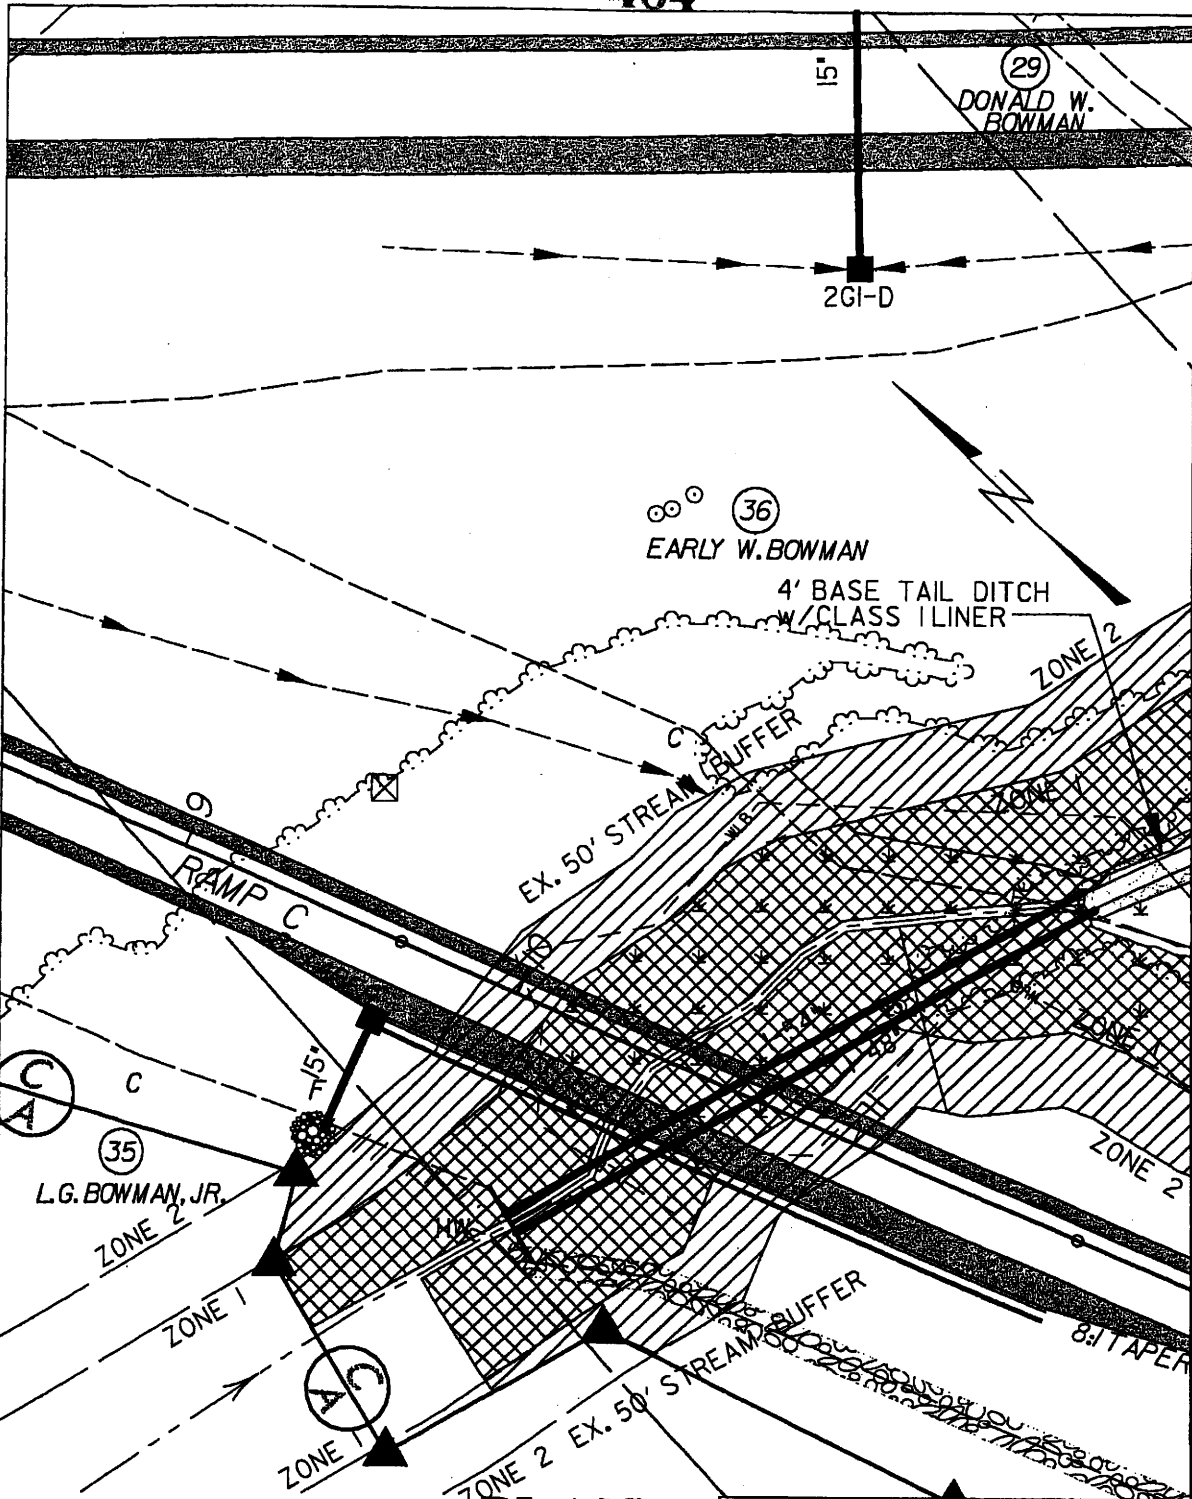 15"
29
DONALD W.
BOWMAN
2GI-D
36
EARLY W. BOWMAN
4' BASE TAIL DITCH
W/CLASS I LINER
ZONE 2
C
EX. 50' STREAM BUFFER
ZONE 1
WLB
RAMP C
15"
F
C
A
C
48"
ZONE 1
ZONE 2
35
L.G. BOWMAN, JR.
HW
ZONE 2
ZONE 1
C
A
8:1 TAPER
ZONE 1
ZONE 2 EX. 50' STREAM BUFFER